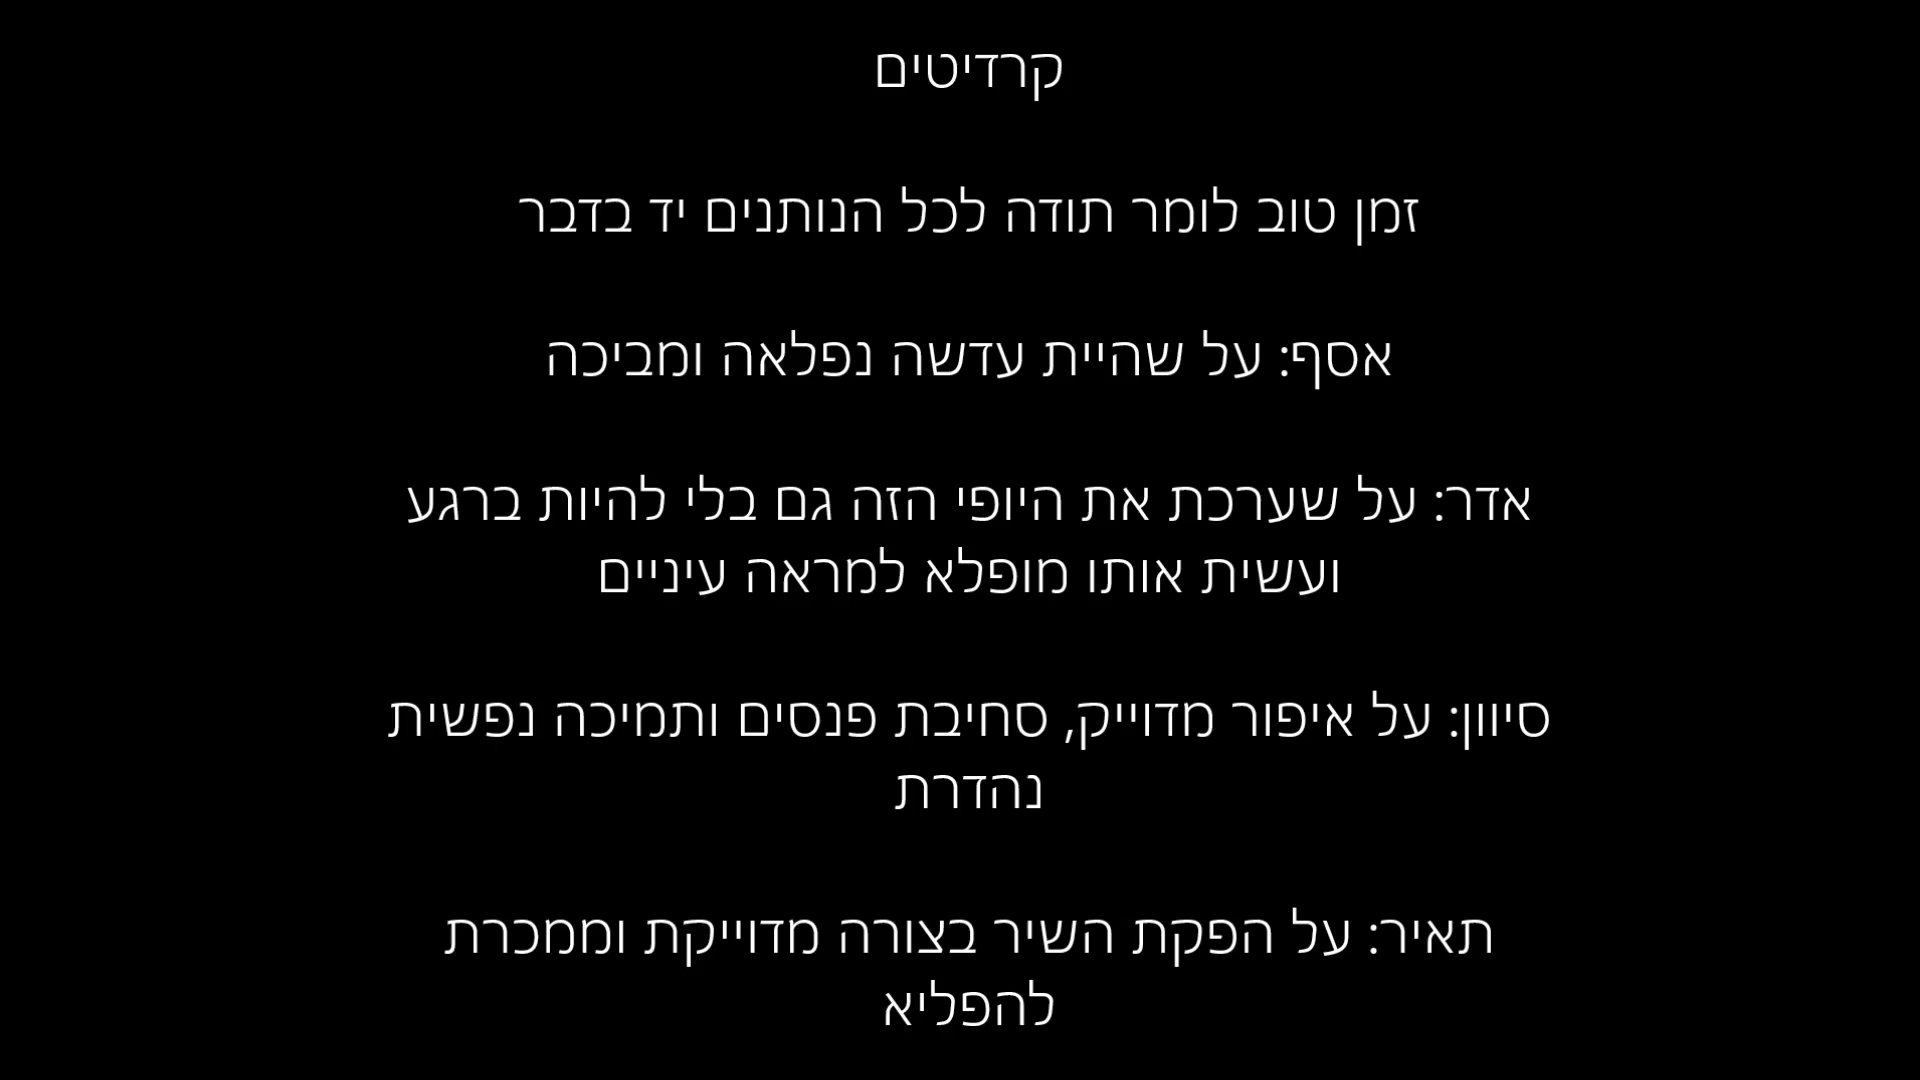 קרדיטים
זמן טוב לומר תודה לכל הנותנים יד בדבר
אסף: על שהיית עדשה נפלאה ומביכה
אדר: על שערכת את היופי הזה גם בלי להיות ברגע
ועשית אותו מופלא למראה עיניים
סיוון: על איפור מדוייק, סחיבת פנסים ותמיכה נפשית
נהדרת
תאיר: על הפקת השיר בצורה מדוייקת וממכרת
להפליא